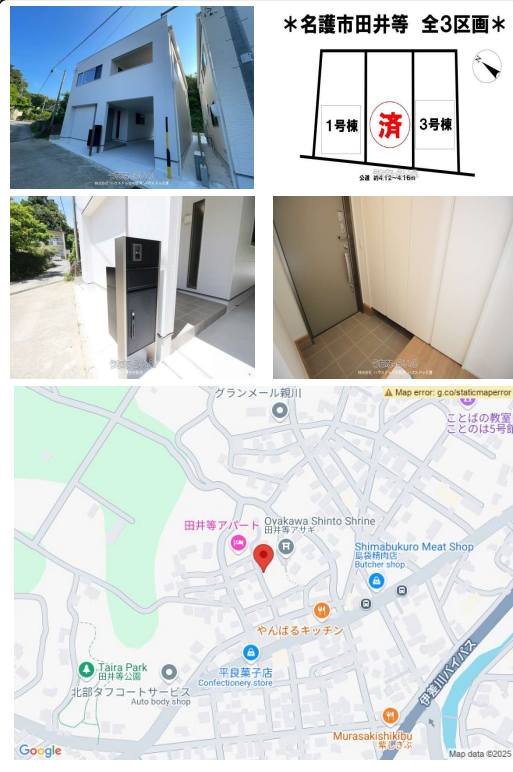 *名護市田井等 全3区画*
N
1号棟
済
3号棟
公道 約4.12~4.16m
グランメール親川
Map error: g.co/staticmaperror
ことばの教室
ことのは5号館
田井等アパート
Oyakawa Shinto Shrine
田井等アサギ
Shimabukuro Meat Shop
島袋精肉店
Butcher shop
やんばるキッチン
伊差川バイパス
Taira Park
田井等公園
平良菓子店
Confectionery store
北部タフコートサービス
Auto body shop
Murasakishikibu
紫しきぶ
Google
Map data ©2025